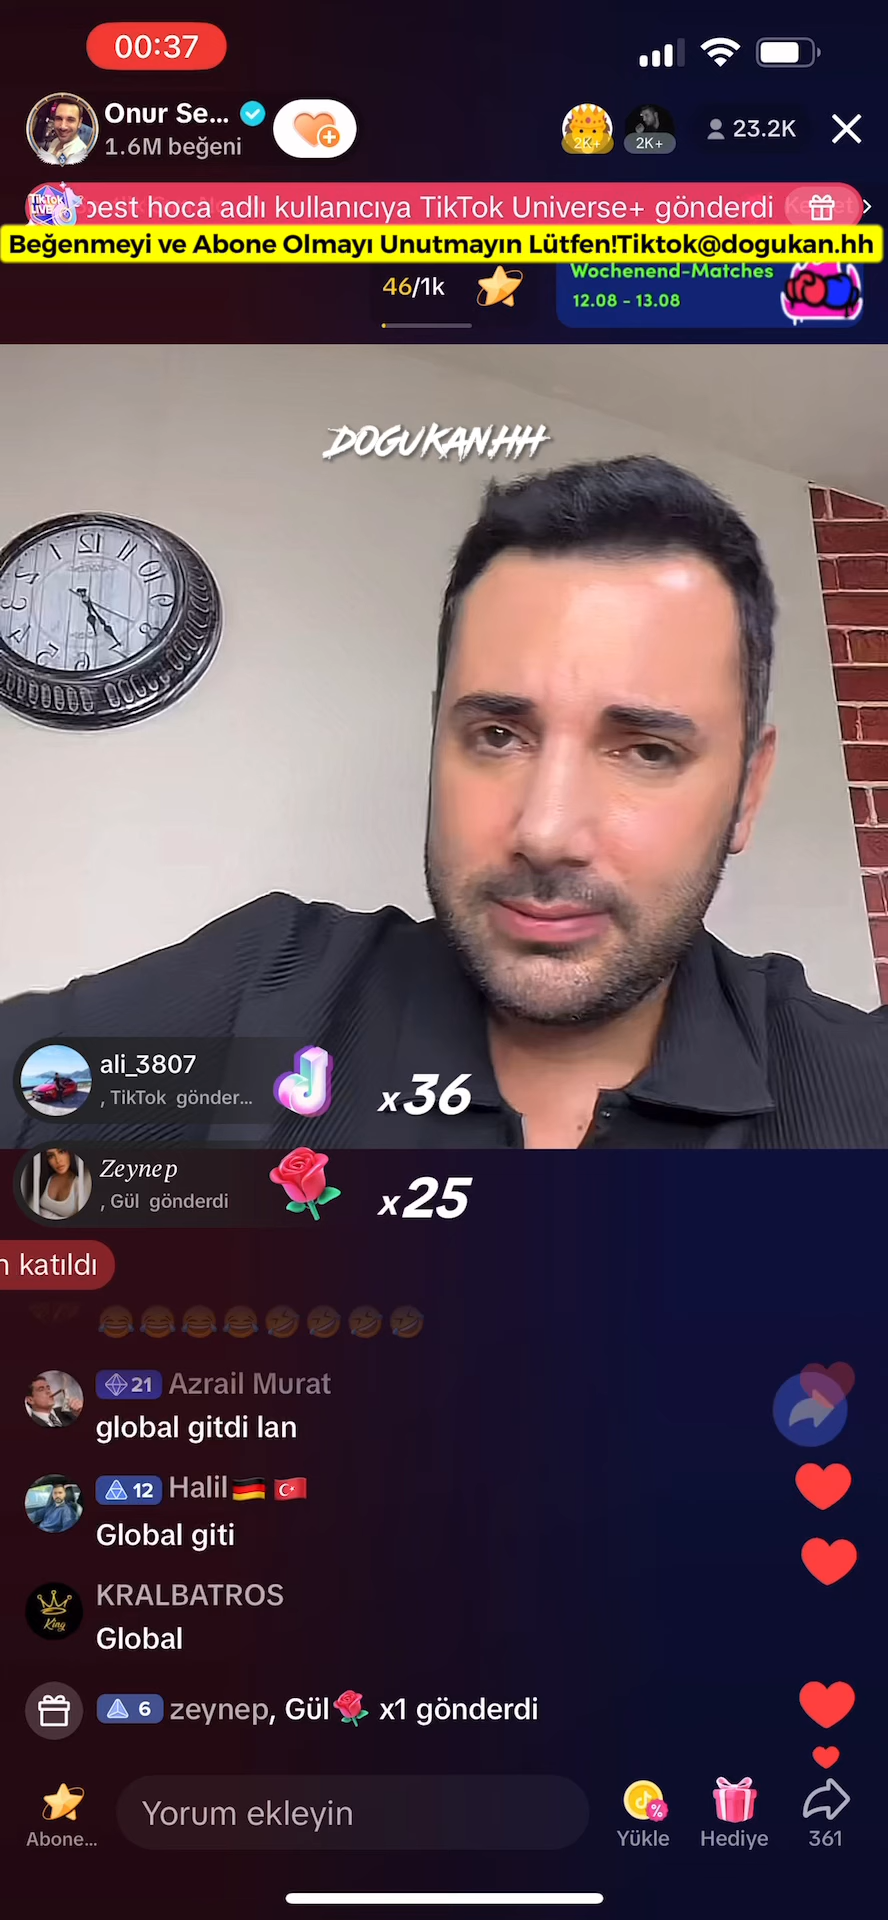 00:37
Onur Se...
1.6M beğeni
2K+
2K+
23.2K
TikTok LIVE
best hoca adlı kullanıcıya TikTok Universe+ gönderdi
Beğenmeyi ve Abone Olmayı Unutmayın Lütfen!Tiktok@dogukan.hh
46/1k
Wochenend-Matches
12.08 - 13.08
DOGUKAN.HH
ali_3807
, TikTok gönder...
x36
Zeynep
, Gül gönderdi
x25
n katıldı
21 Azrail Murat
global gitdi lan
12 Halil
Global giti
KRALBATROS
King
Global
6 zeynep, Gül x1 gönderdi
Abone...
Yorum ekleyin
Yükle
Hediye
361